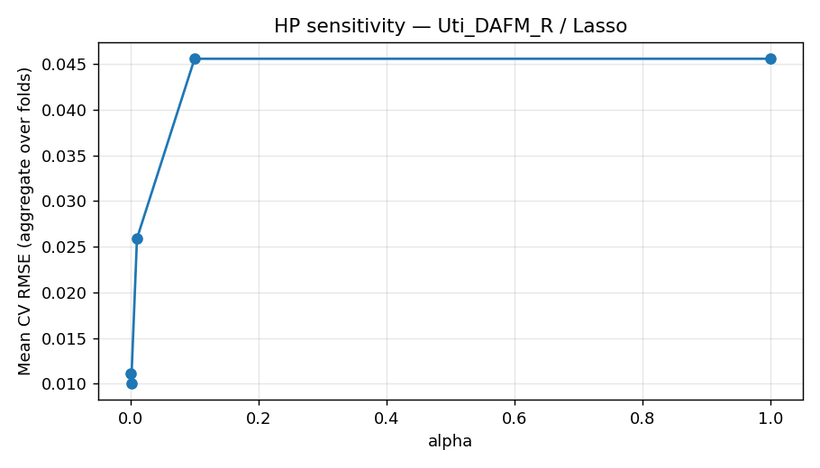 HP sensitivity — Uti_DAFM_R / Lasso
Mean CV RMSE (aggregate over folds)
0.045
0.040
0.035
0.030
0.025
0.020
0.015
0.010
0.0 0.2 0.4 0.6 0.8 1.0
alpha